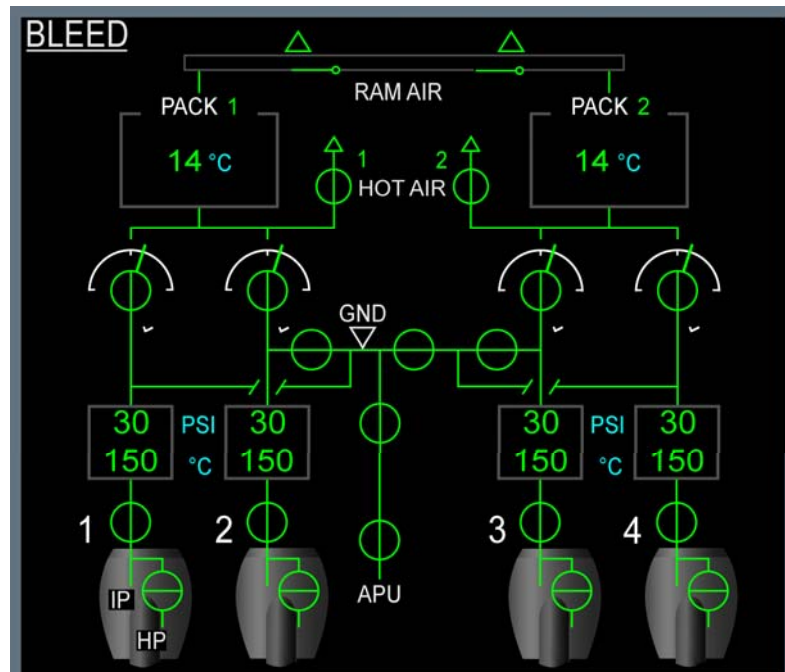 BLEED
RAM AIR
PACK 1
PACK 2
14 °C
14 °C
1
2
HOT AIR
GND
30 PSI 30
150 °C 150
30 PSI 30
150 °C 150
1
2
3
4
IP
HP
APU